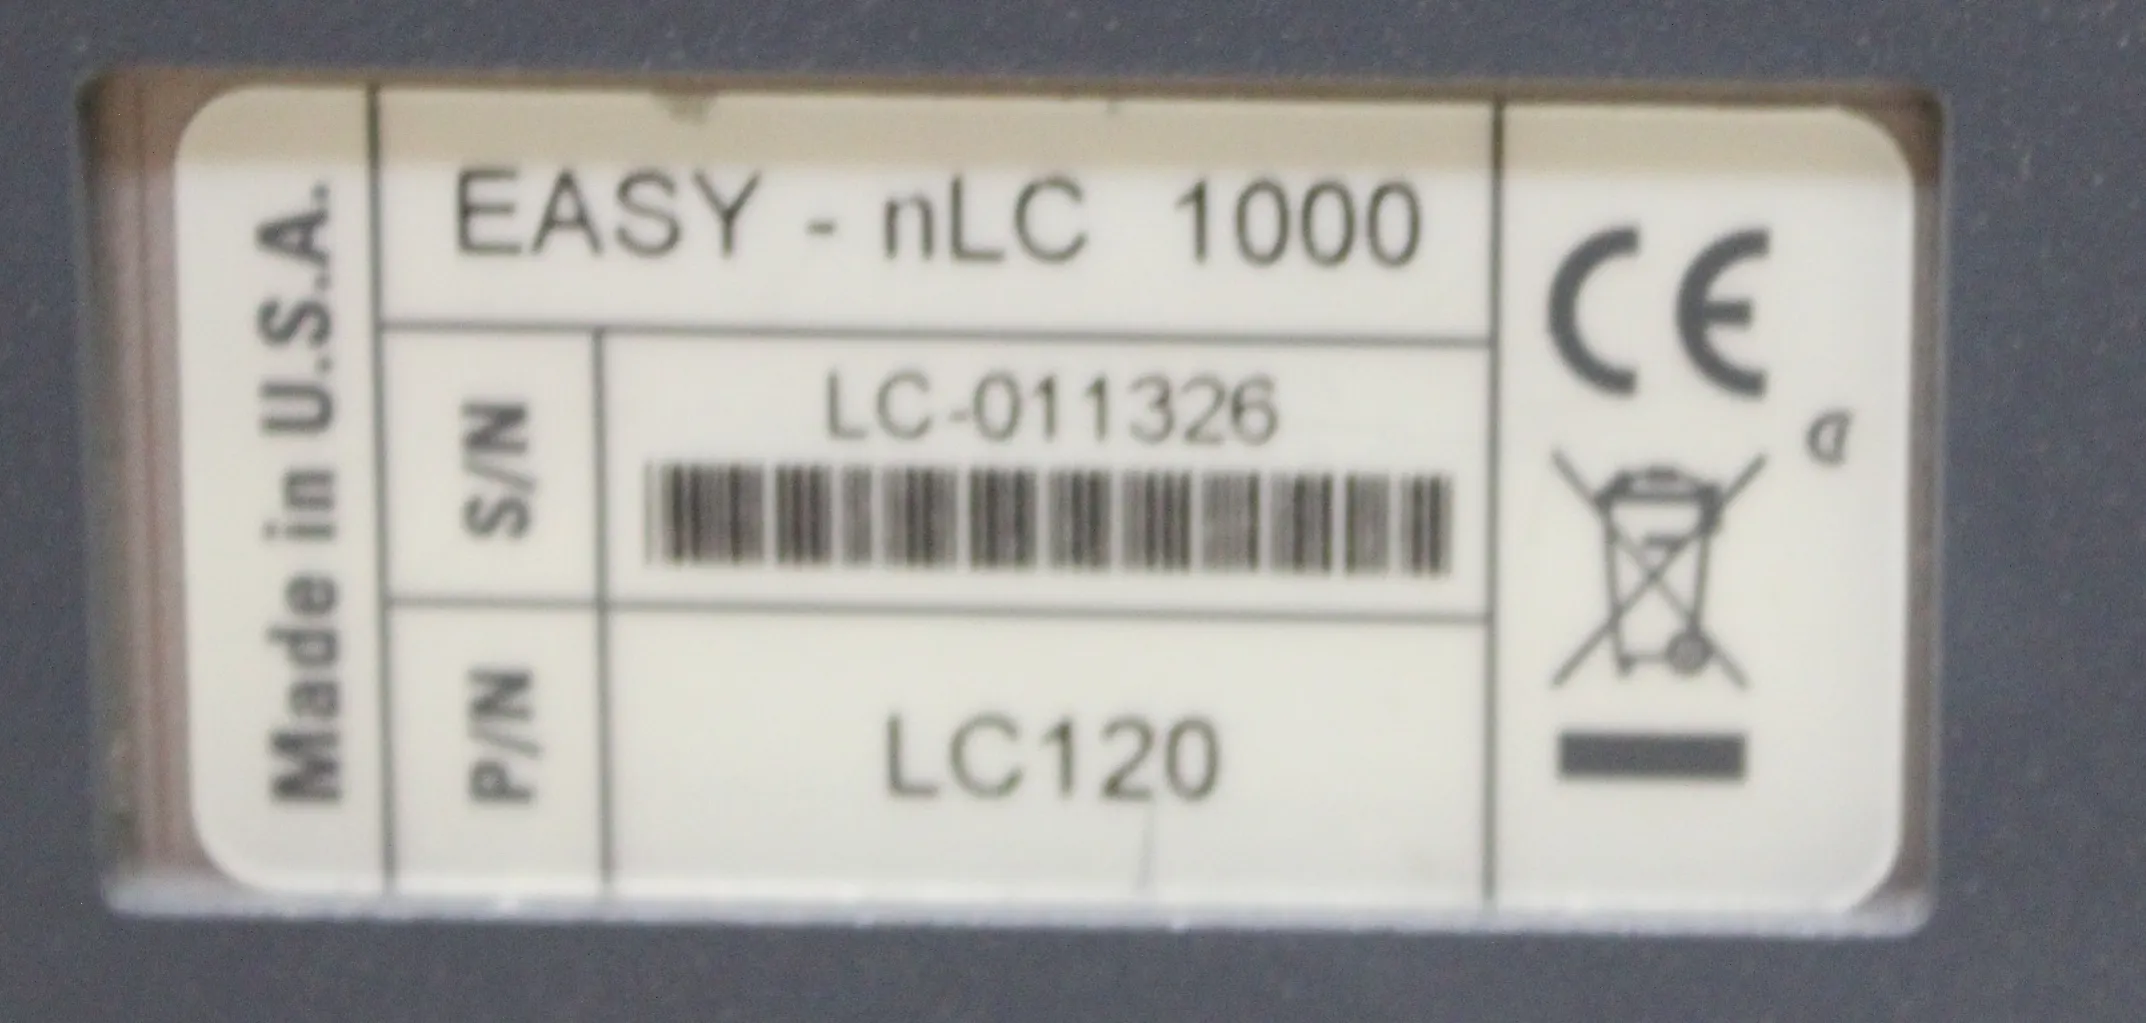 Made in U.S.A.
EASY - nLC 1000
S/N
LC-011326
P/N
LC120
CE